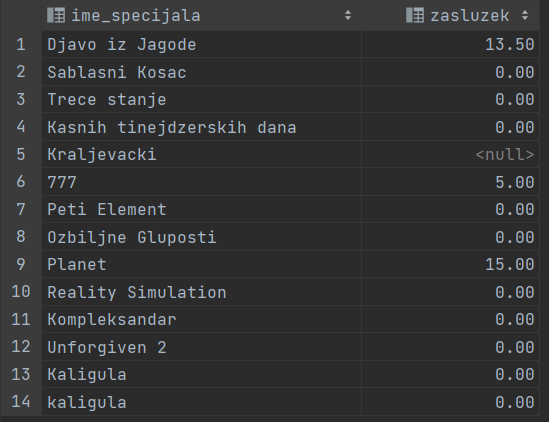 ime_specijala zasluzek
1 Djavo iz Jagode 13.50
2 Sablasni Kosac 0.00
3 Trece stanje 0.00
4 Kasnih tinejdzerskih dana 0.00
5 Kraljevacki <null>
6 777 5.00
7 Peti Element 0.00
8 Ozbiljne Gluposti 0.00
9 Planet 15.00
10 Reality Simulation 0.00
11 Kompleksandar 0.00
12 Unforgiven 2 0.00
13 Kaligula 0.00
14 kaligula 0.00